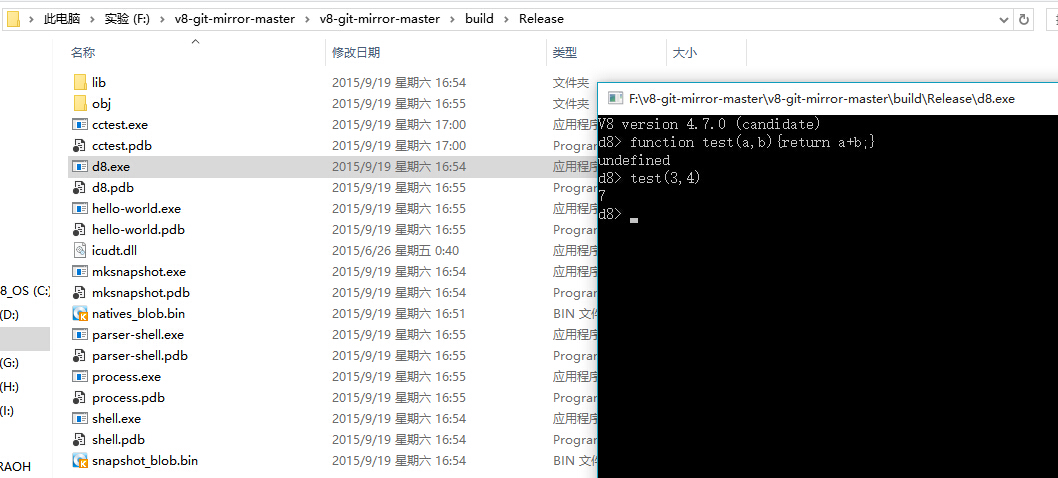 此电脑 › 实验 (F:) › v8-git-mirror-master › v8-git-mirror-master › build › Release
名称 修改日期 类型 大小
lib 2015/9/19 星期六 16:54 文件夹
obj 2015/9/19 星期六 16:54 文件夹
cctest.exe 2015/9/19 星期六 17:00 应用程序
cctest.pdb 2015/9/19 星期六 17:00 Program
d8.exe 2015/9/19 星期六 16:54 应用程序
d8.pdb 2015/9/19 星期六 16:55 Program
hello-world.exe 2015/9/19 星期六 16:55 应用程序
hello-world.pdb 2015/9/19 星期六 16:55 Program
icudt.dll 2015/6/26 星期五 0:40 应用程序
mksnapshot.exe 2015/9/19 星期六 16:54 应用程序
mksnapshot.pdb 2015/9/19 星期六 16:54 Program
natives_blob.bin 2015/9/19 星期六 16:51 BIN 文件
parser-shell.exe 2015/9/19 星期六 16:55 应用程序
parser-shell.pdb 2015/9/19 星期六 16:55 Program
process.exe 2015/9/19 星期六 16:55 应用程序
process.pdb 2015/9/19 星期六 16:55 Program
shell.exe 2015/9/19 星期六 16:54 应用程序
shell.pdb 2015/9/19 星期六 16:54 Program
snapshot_blob.bin 2015/9/19 星期六 16:54 BIN 文件
8_OS (C:)
(D:)
(G:)
(H:)
(I:)
RAOH
F:\v8-git-mirror-master\v8-git-mirror-master\build\Release\d8.exe
V8 version 4.7.0 (candidate)
d8> function test(a,b){return a+b;}
undefined
d8> test(3,4)
7
d8>